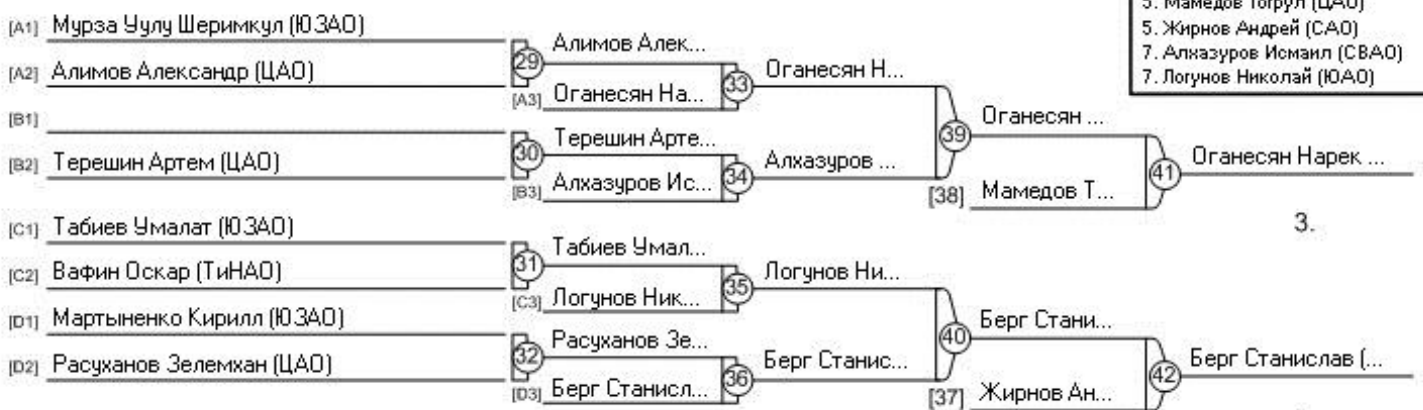 5. Мамедов Тогрул (ЦАО)
5. Жирнов Андрей (САО)
7. Алхазуров Исмаил (СВАО)
7. Логунов Николай (ЮАО)
[A1] Мурза Уулу Шеримкул (ЮЗАО)
[A2] Алимов Александр (ЦАО)
29
Алимов Алек...
[A3] Оганесян На...
33
Оганесян Н...
[B1]
[B2] Терешин Артем (ЦАО)
30
Терешин Арте...
[B3] Алхазуров Ис...
34
Алхазуров ...
39
Оганесян ...
[38] Мамедов Т...
41
Оганесян Нарек ...
3.
[C1] Табиев Умалат (ЮЗАО)
[C2] Вафин Оскар (ТиНАО)
31
Табиев Умал...
[C3] Логунов Ник...
35
Логунов Ни...
[D1] Мартыненко Кирилл (ЮЗАО)
[D2] Расуханов Зелемхан (ЦАО)
32
Расуханов Зе...
[D3] Берг Станисл...
36
Берг Станис...
40
Берг Стани...
[37] Жирнов Ан...
42
Берг Станислав (...